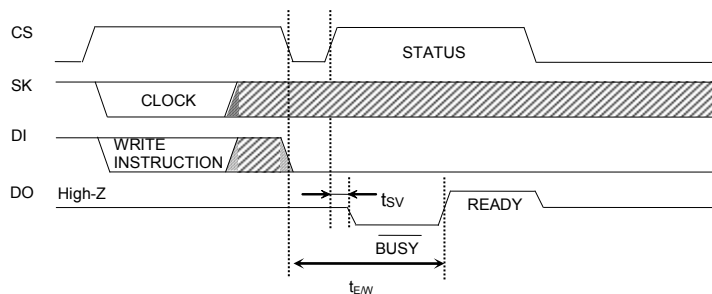 CS
STATUS
SK
CLOCK
DI
WRITE
INSTRUCTION
DO
High-Z
tSV
READY
BUSY
tE/W